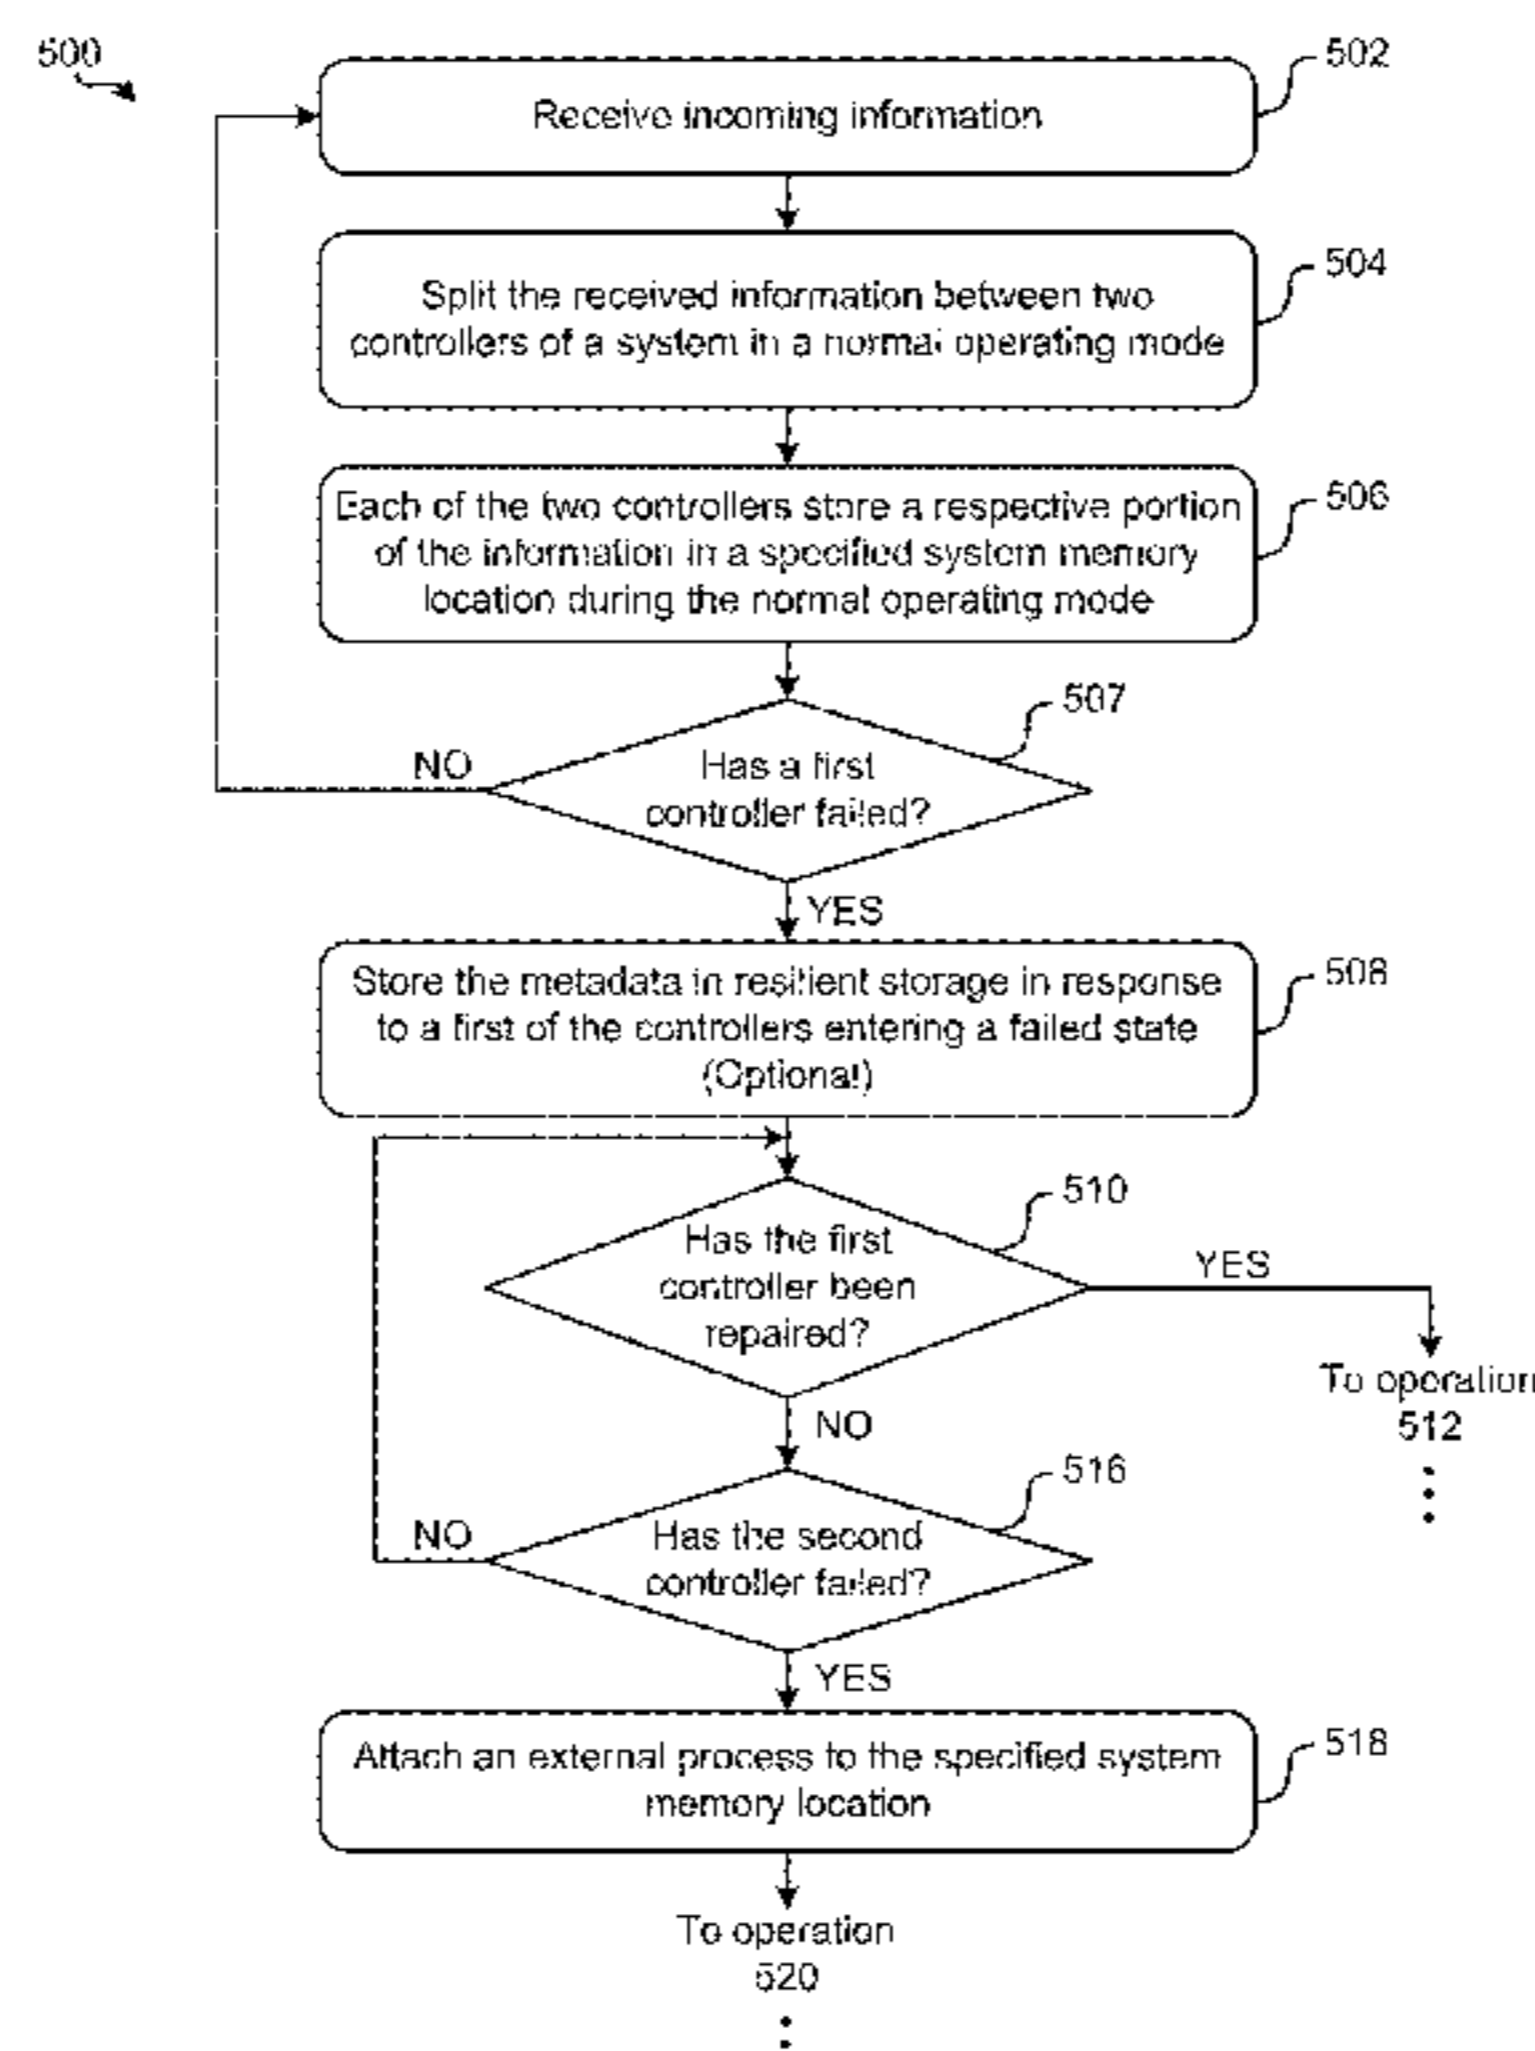 500
502
Receive incoming information
504
Split the received information between two
controllers of a system in a normal operating mode
506
Each of the two controllers store a respective portion
of the information in a specified system memory
location during the normal operating mode
507
Has a first
controller failed?
NO
YES
508
Store the metadata in resilient storage in response
to a first of the controllers entering a failed state
(Optional)
510
Has the first
controller been
repaired?
YES
To operation
512
NO
516
Has the second
controller failed?
NO
YES
518
Attach an external process to the specified system
memory location
To operation
520